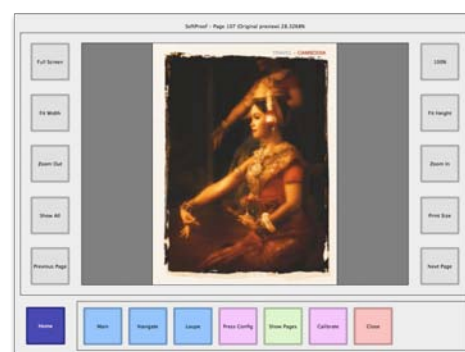 SoftProof - Page 107 (Original preview) 28.3268%
TRAVEL - CAMBODIA
Full Screen
100%
Fit Width
Fit Height
Zoom Out
Zoom In
Show All
Print Size
Previous Page
Next Page
Home
Main
Navigate
Loupe
Press Config
Show Pages
Calibrate
Close